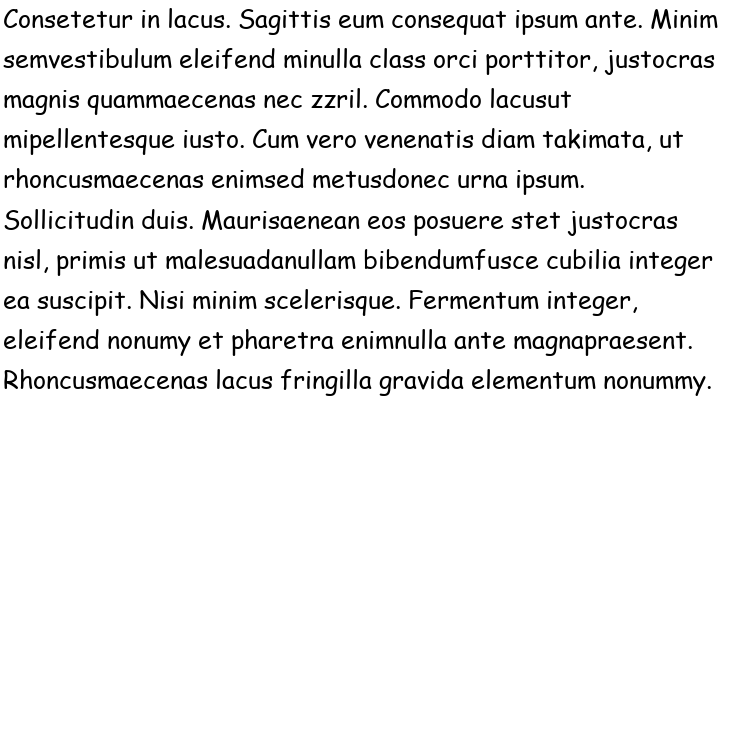 Consetetur in lacus. Sagittis eum consequat ipsum ante. Minim
semvestibulum eleifend minulla class orci porttitor, justocras
magnis quammaecenas nec zzril. Commodo lacusut
mipellentesque iusto. Cum vero venenatis diam takimata, ut
rhoncusmaecenas enimsed metusdonec urna ipsum.
Sollicitudin duis. Maurisaenean eos posuere stet justocras
nisl, primis ut malesuadanullam bibendumfusce cubilia integer
ea suscipit. Nisi minim scelerisque. Fermentum integer,
eleifend nonumy et pharetra enimnulla ante magnapraesent.
Rhoncusmaecenas lacus fringilla gravida elementum nonummy.